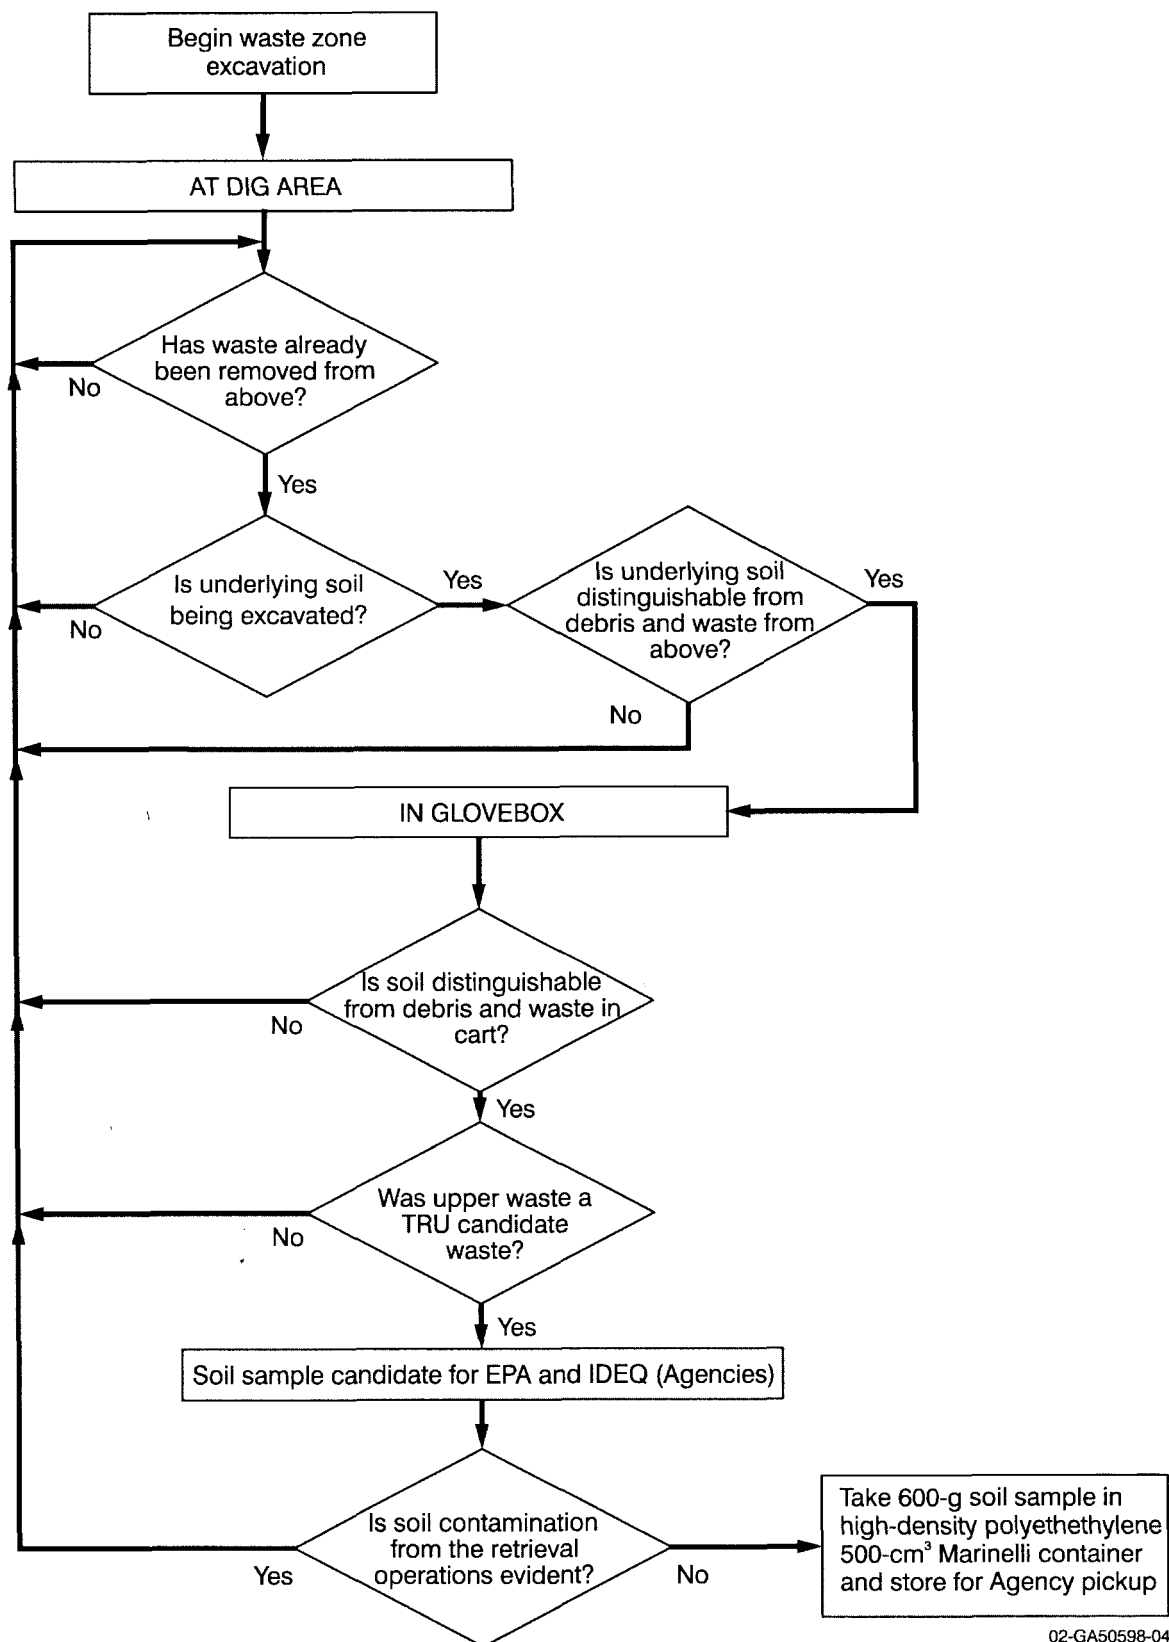 Begin waste zone
excavation
AT DIG AREA
Has waste already
been removed from
above?
No
Yes
Is underlying soil
being excavated?
No
Yes
Is underlying soil
distinguishable from
debris and waste from
above?
Yes
No
IN GLOVEBOX
Is soil distinguishable
from debris and waste in
cart?
No
Yes
Was upper waste a
TRU candidate
waste?
No
Yes
Soil sample candidate for EPA and IDEQ (Agencies)
Is soil contamination
from the retrieval
operations evident?
Yes
No
Take 600-g soil sample in
high-density polyethethylene
500-cm³ Marinelli container
and store for Agency pickup
02-GA50598-04